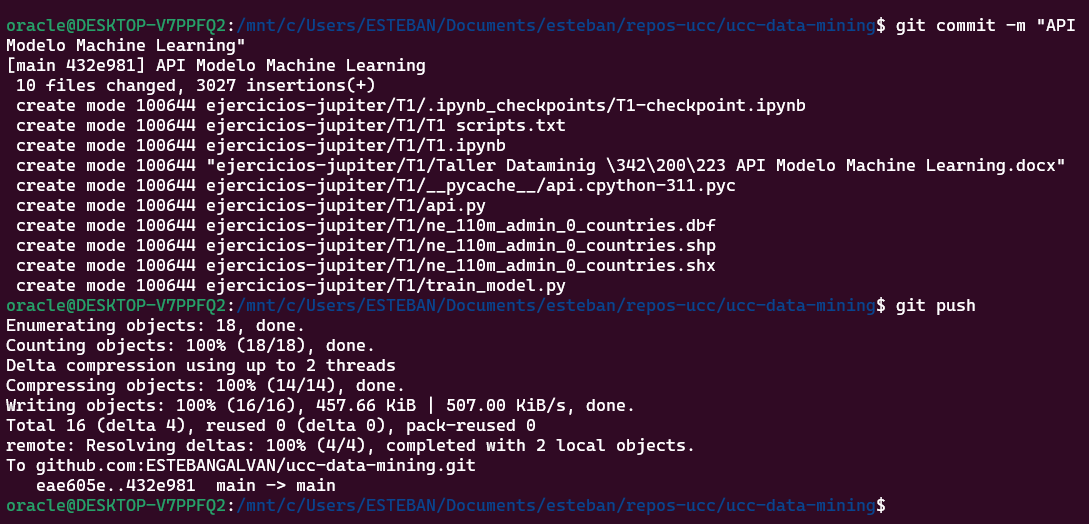 oracle@DESKTOP-V7PPFQ2:/mnt/c/Users/ESTEBAN/Documents/esteban/repos-ucc/ucc-data-mining$ git commit -m "API
Modelo Machine Learning"
[main 432e981] API Modelo Machine Learning
 10 files changed, 3027 insertions(+)
 create mode 100644 ejercicios-jupiter/T1/.ipynb_checkpoints/T1-checkpoint.ipynb
 create mode 100644 ejercicios-jupiter/T1/T1 scripts.txt
 create mode 100644 ejercicios-jupiter/T1/T1.ipynb
 create mode 100644 "ejercicios-jupiter/T1/Taller Dataminig \342\200\223 API Modelo Machine Learning.docx"
 create mode 100644 ejercicios-jupiter/T1/__pycache__/api.cpython-311.pyc
 create mode 100644 ejercicios-jupiter/T1/api.py
 create mode 100644 ejercicios-jupiter/T1/ne_110m_admin_0_countries.dbf
 create mode 100644 ejercicios-jupiter/T1/ne_110m_admin_0_countries.shp
 create mode 100644 ejercicios-jupiter/T1/ne_110m_admin_0_countries.shx
 create mode 100644 ejercicios-jupiter/T1/train_model.py
oracle@DESKTOP-V7PPFQ2:/mnt/c/Users/ESTEBAN/Documents/esteban/repos-ucc/ucc-data-mining$ git push
Enumerating objects: 18, done.
Counting objects: 100% (18/18), done.
Delta compression using up to 2 threads
Compressing objects: 100% (14/14), done.
Writing objects: 100% (16/16), 457.66 KiB | 507.00 KiB/s, done.
Total 16 (delta 4), reused 0 (delta 0), pack-reused 0
remote: Resolving deltas: 100% (4/4), completed with 2 local objects.
To github.com:ESTEBANGALVAN/ucc-data-mining.git
   eae605e..432e981  main -> main
oracle@DESKTOP-V7PPFQ2:/mnt/c/Users/ESTEBAN/Documents/esteban/repos-ucc/ucc-data-mining$